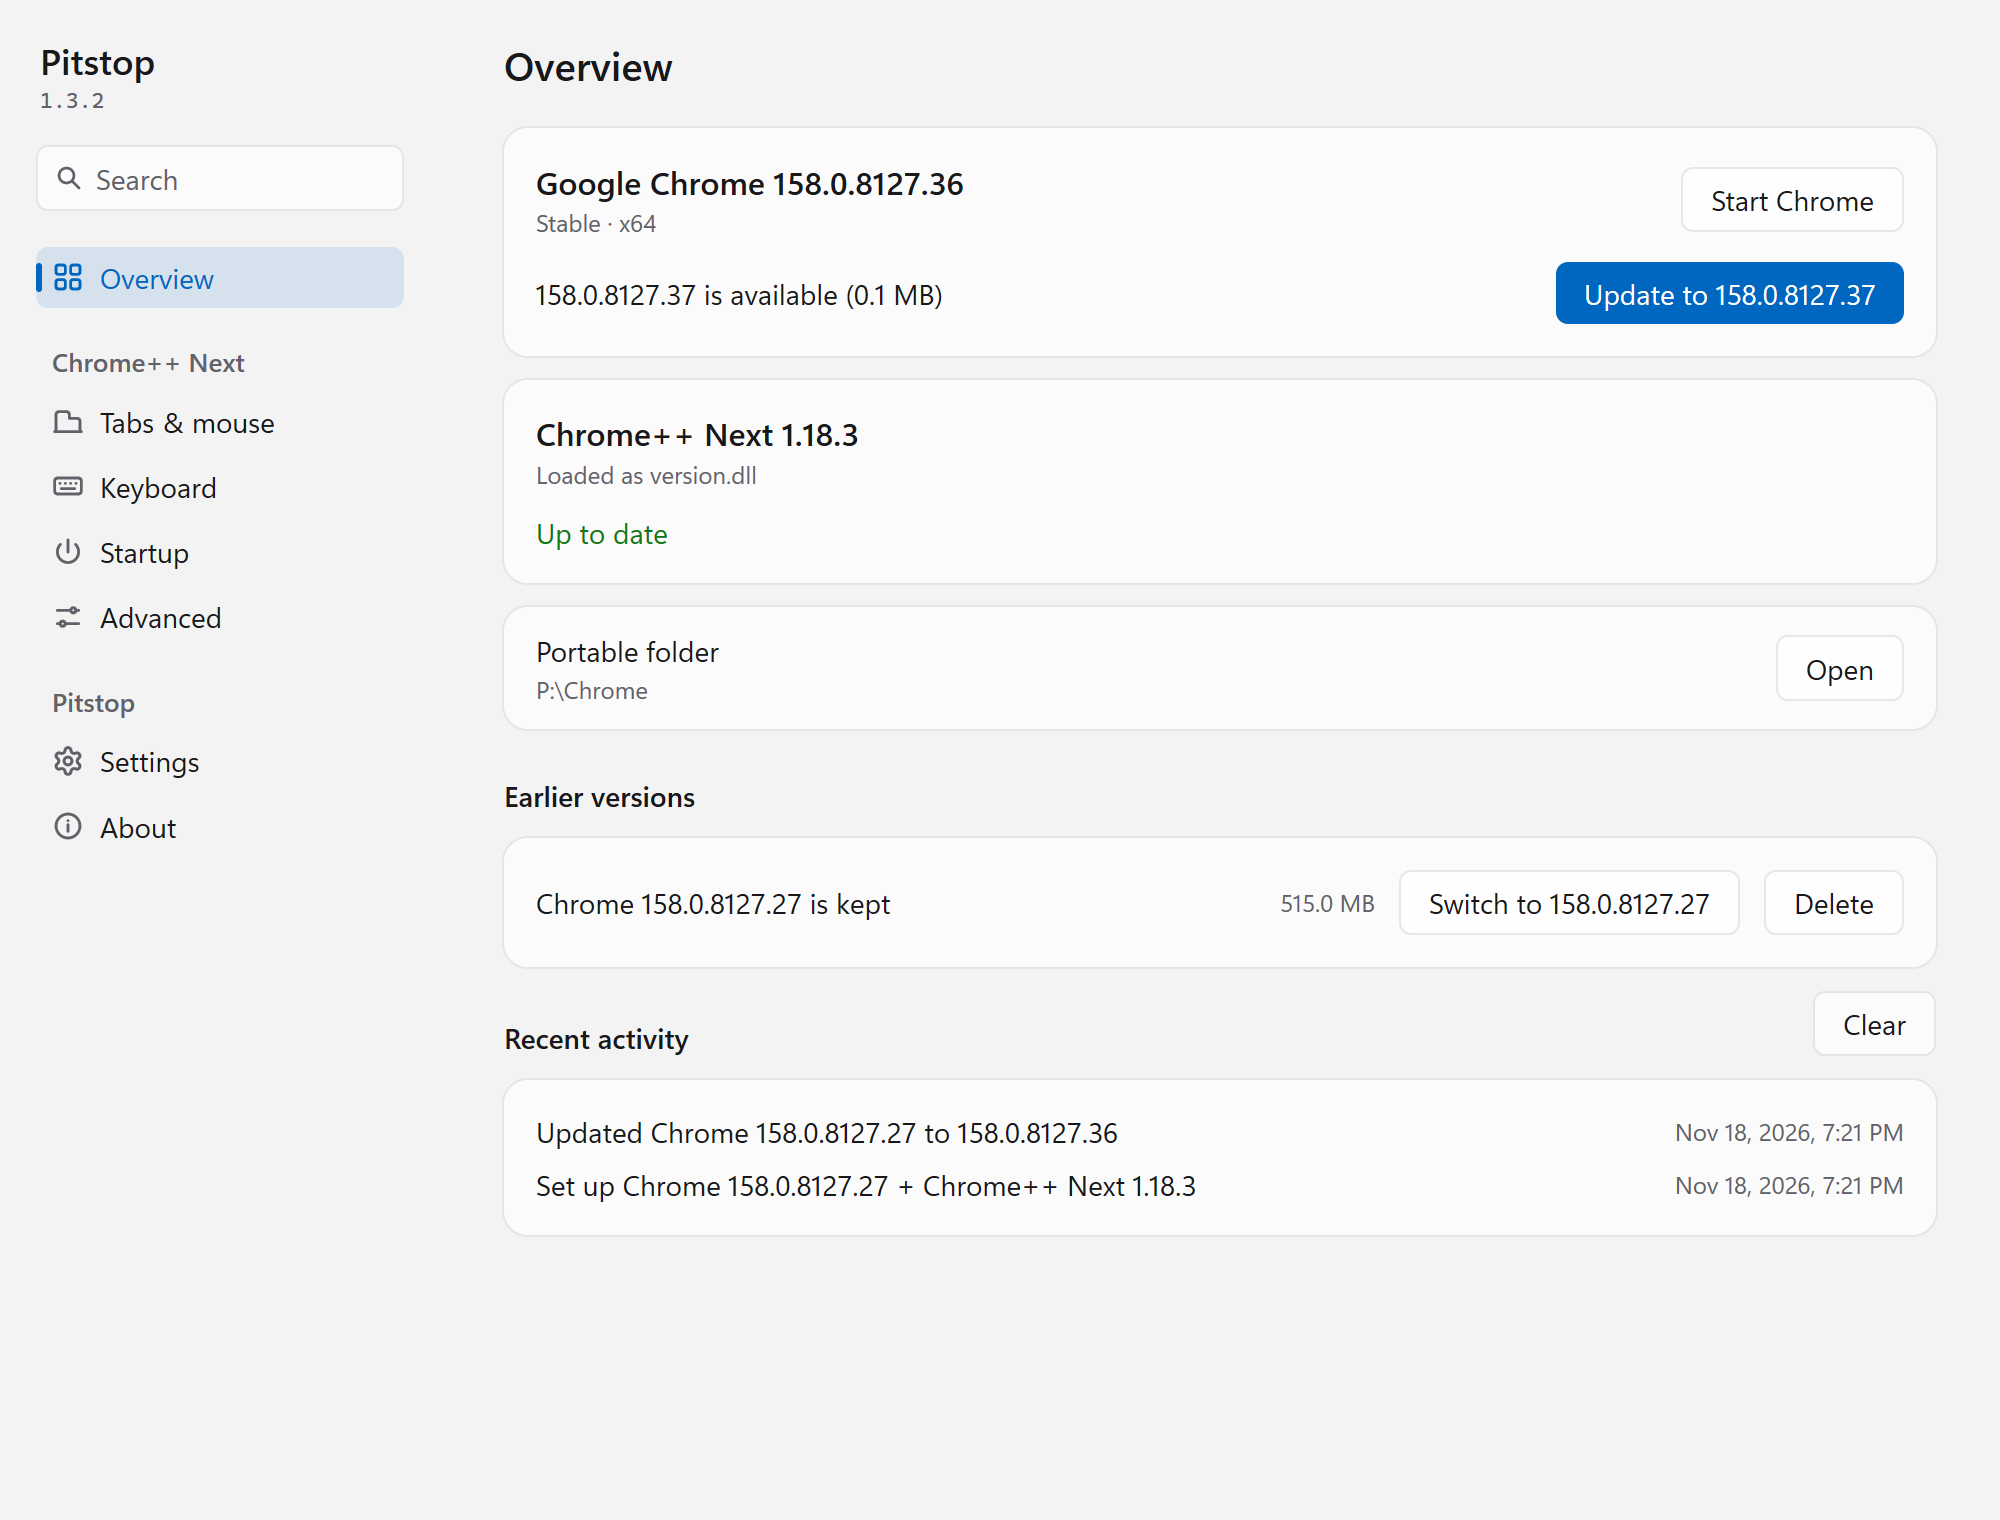 Pitstop
1.3.2
Search
Overview
Chrome++ Next
Tabs & mouse
Keyboard
Startup
Advanced
Pitstop
Settings
About
Overview
Google Chrome 158.0.8127.36
Stable · x64
Start Chrome
158.0.8127.37 is available (0.1 MB)
Update to 158.0.8127.37
Chrome++ Next 1.18.3
Loaded as version.dll
Up to date
Portable folder
P:\Chrome
Open
Earlier versions
Chrome 158.0.8127.27 is kept
515.0 MB
Switch to 158.0.8127.27
Delete
Recent activity
Clear
Updated Chrome 158.0.8127.27 to 158.0.8127.36
Nov 18, 2026, 7:21 PM
Set up Chrome 158.0.8127.27 + Chrome++ Next 1.18.3
Nov 18, 2026, 7:21 PM